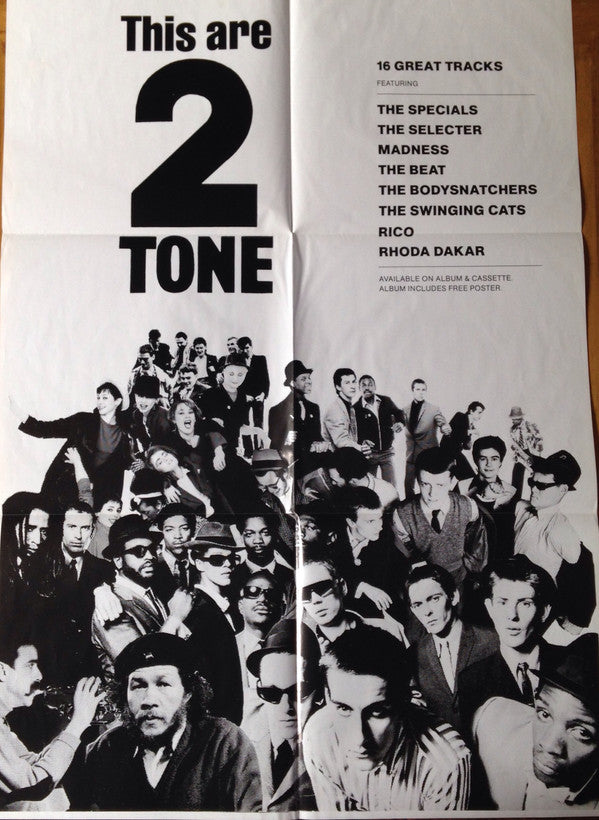 This are
2
TONE
16 GREAT TRACKS
FEATURING
THE SPECIALS
THE SELECTER
MADNESS
THE BEAT
THE BODYSNATCHERS
THE SWINGING CATS
RICO
RHODA DAKAR
AVAILABLE ON ALBUM & CASSETTE.
ALBUM INCLUDES FREE POSTER.